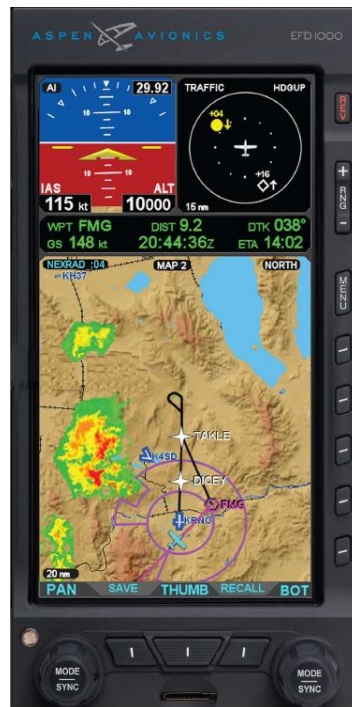 ASPEN AVIONICS
EFD 1000
AI
29.92
TRAFFIC
HDGUP
REV
10
10
+04
+16
10
10
IAS
ALT
115 kt
10000
15 nm
+ RNG -
WPT FMG
DIST 9.2
DTK 038°
GS 148 kt
20:44:36Z
ETA 14:02
NEXRAD :04
MAP 2
NORTH
KH37
MENU
TAKLE
K4SD
DICEY
FMG
KRNO
20 nm
PAN
SAVE
THUMB
RECALL
BOT
MODE
SYNC
MODE
SYNC